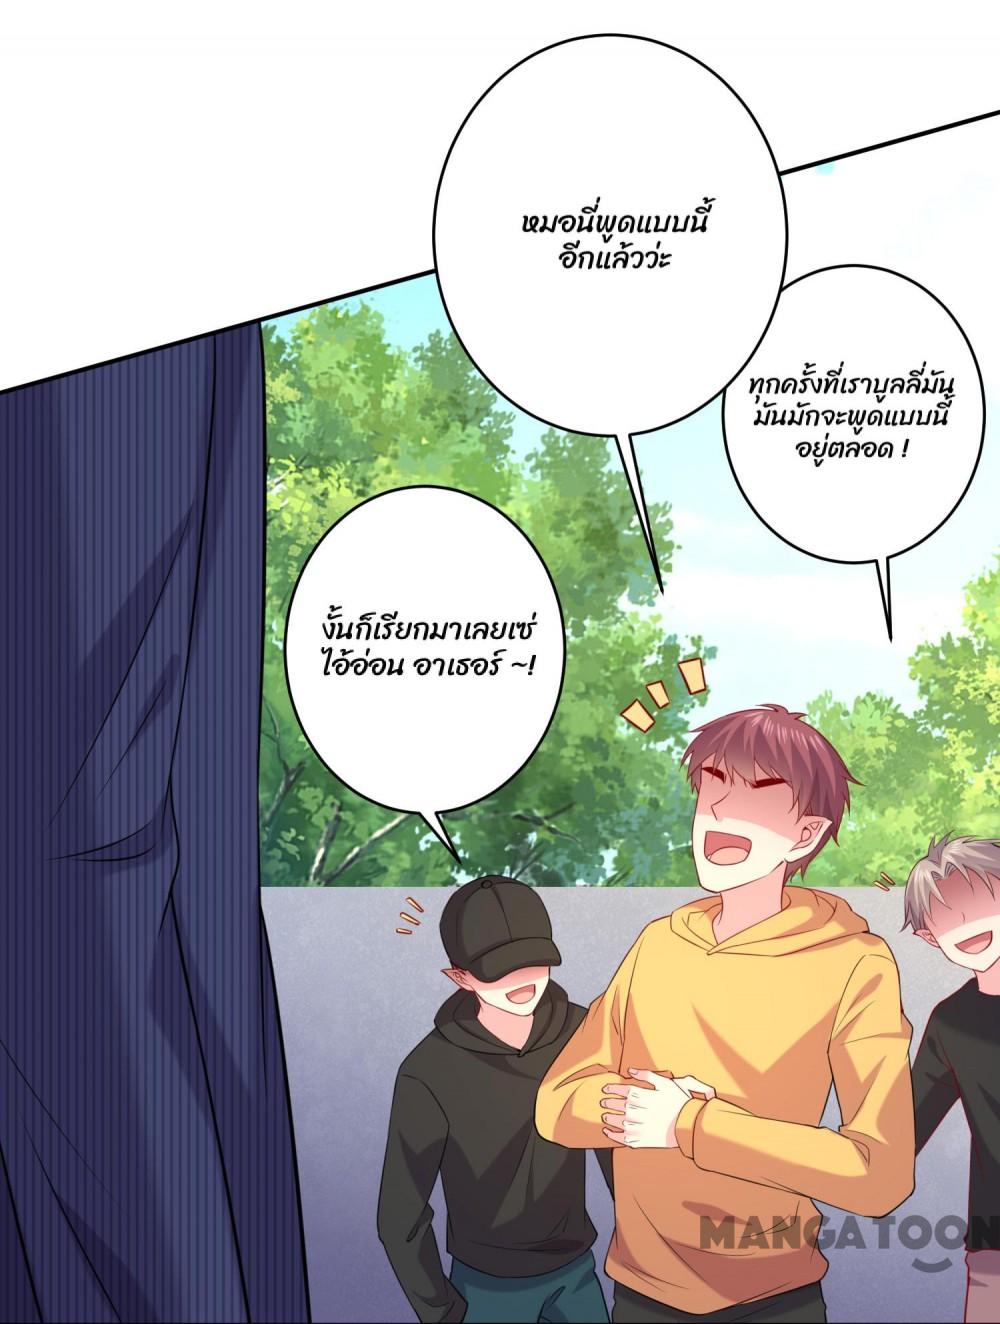 หมอนี่พูดแบบนี้
อีกแล้วว่ะ
ทุกครั้งที่เราบูลลี่มัน
มันมักจะพูดแบบนี้
อยู่ตลอด !
งั้นก็เรียกมาเลยเซ่
ไอ้อ่อน อาเธอร์ ~!
MANGATOON